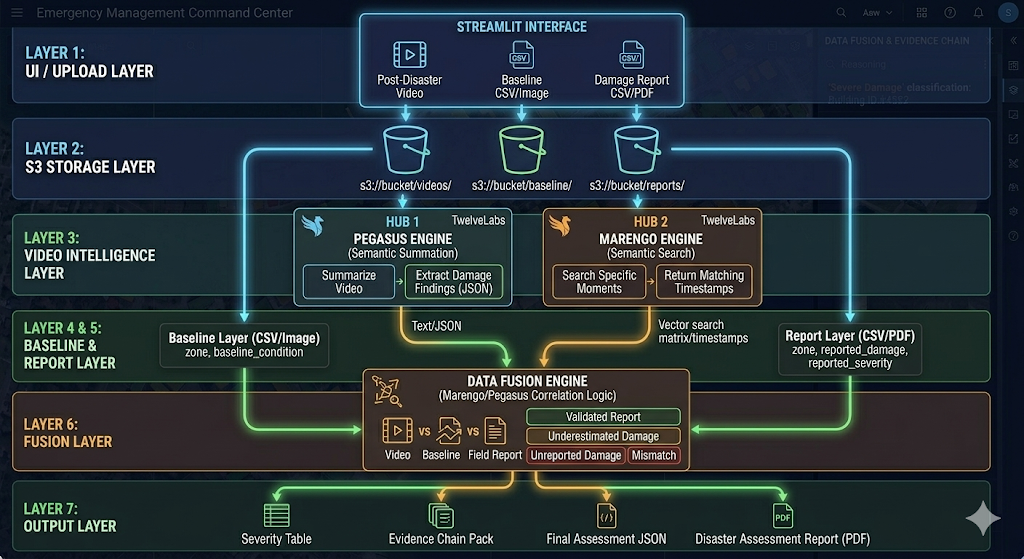 Emergency Management Command Center
STREAMLIT INTERFACE
CSV
CSV/
Post-Disaster
Video
Baseline
CSV/Image
Damage Report
CSV/PDF
DATA FUSION & EVIDENCE CHAIN
Severe Damage classification:
LAYER 1:
UI / UPLOAD LAYER
LAYER 2:
S3 STORAGE LAYER
s3://bucket/videos/
s3://bucket/baseline/
s3://bucket/reports/
LAYER 3:
VIDEO INTELLIGENCE
LAYER
HUB 1
TwelveLabs
PEGASUS ENGINE
(Semantic Summation)
Summarize
Video
Extract Damage
Findings (JSON)
HUB 2
TwelveLabs
MARENGO ENGINE
(Semantic Search)
Search Specific
Moments
Return Matching
Timestamps
LAYER 4 & 5:
BASELINE &
REPORT LAYER
Baseline Layer (CSV/Image)
zone, baseline_condition
Text/JSON
Vector search
matrix/timestamps
Report Layer (CSV/PDF)
zone, reported_damage,
reported_severity
LAYER 6:
FUSION LAYER
DATA FUSION ENGINE
(Marengo/Pegasus Correlation Logic)
VS
VS
Video
Baseline
Field Report
Validated Report
Underestimated Damage
Unreported Damage
Mismatch
LAYER 7:
OUTPUT LAYER
Severity Table
Evidence Chain Pack
Final Assessment JSON
PDF
Disaster Assessment Report (PDF)